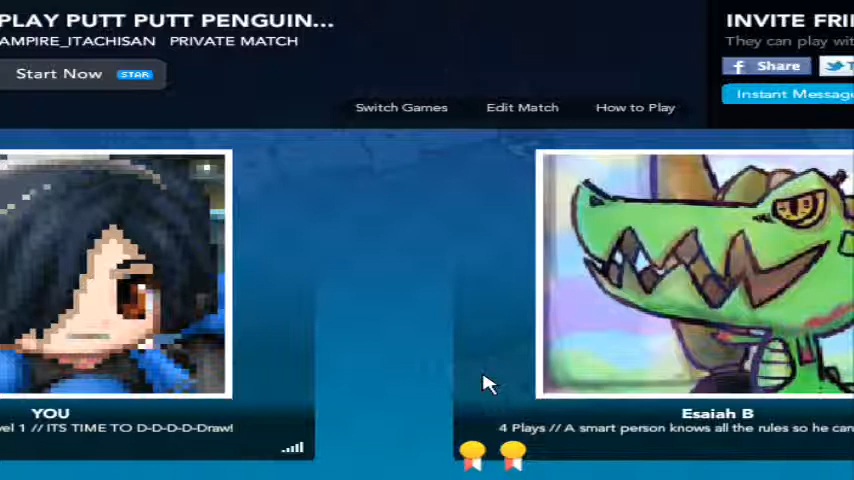 PLAY PUTT PUTT PENGUIN...
AMPIRE_ITACHISAN PRIVATE MATCH
Start Now STAR
INVITE FRI
They can play wit
Share T
Instant Messag
Switch Games Edit Match How to Play
YOU
vel 1 // ITS TIME TO D-D-D-D-Draw!
Esaiah B
4 Plays // A smart person knows all the rules so he can